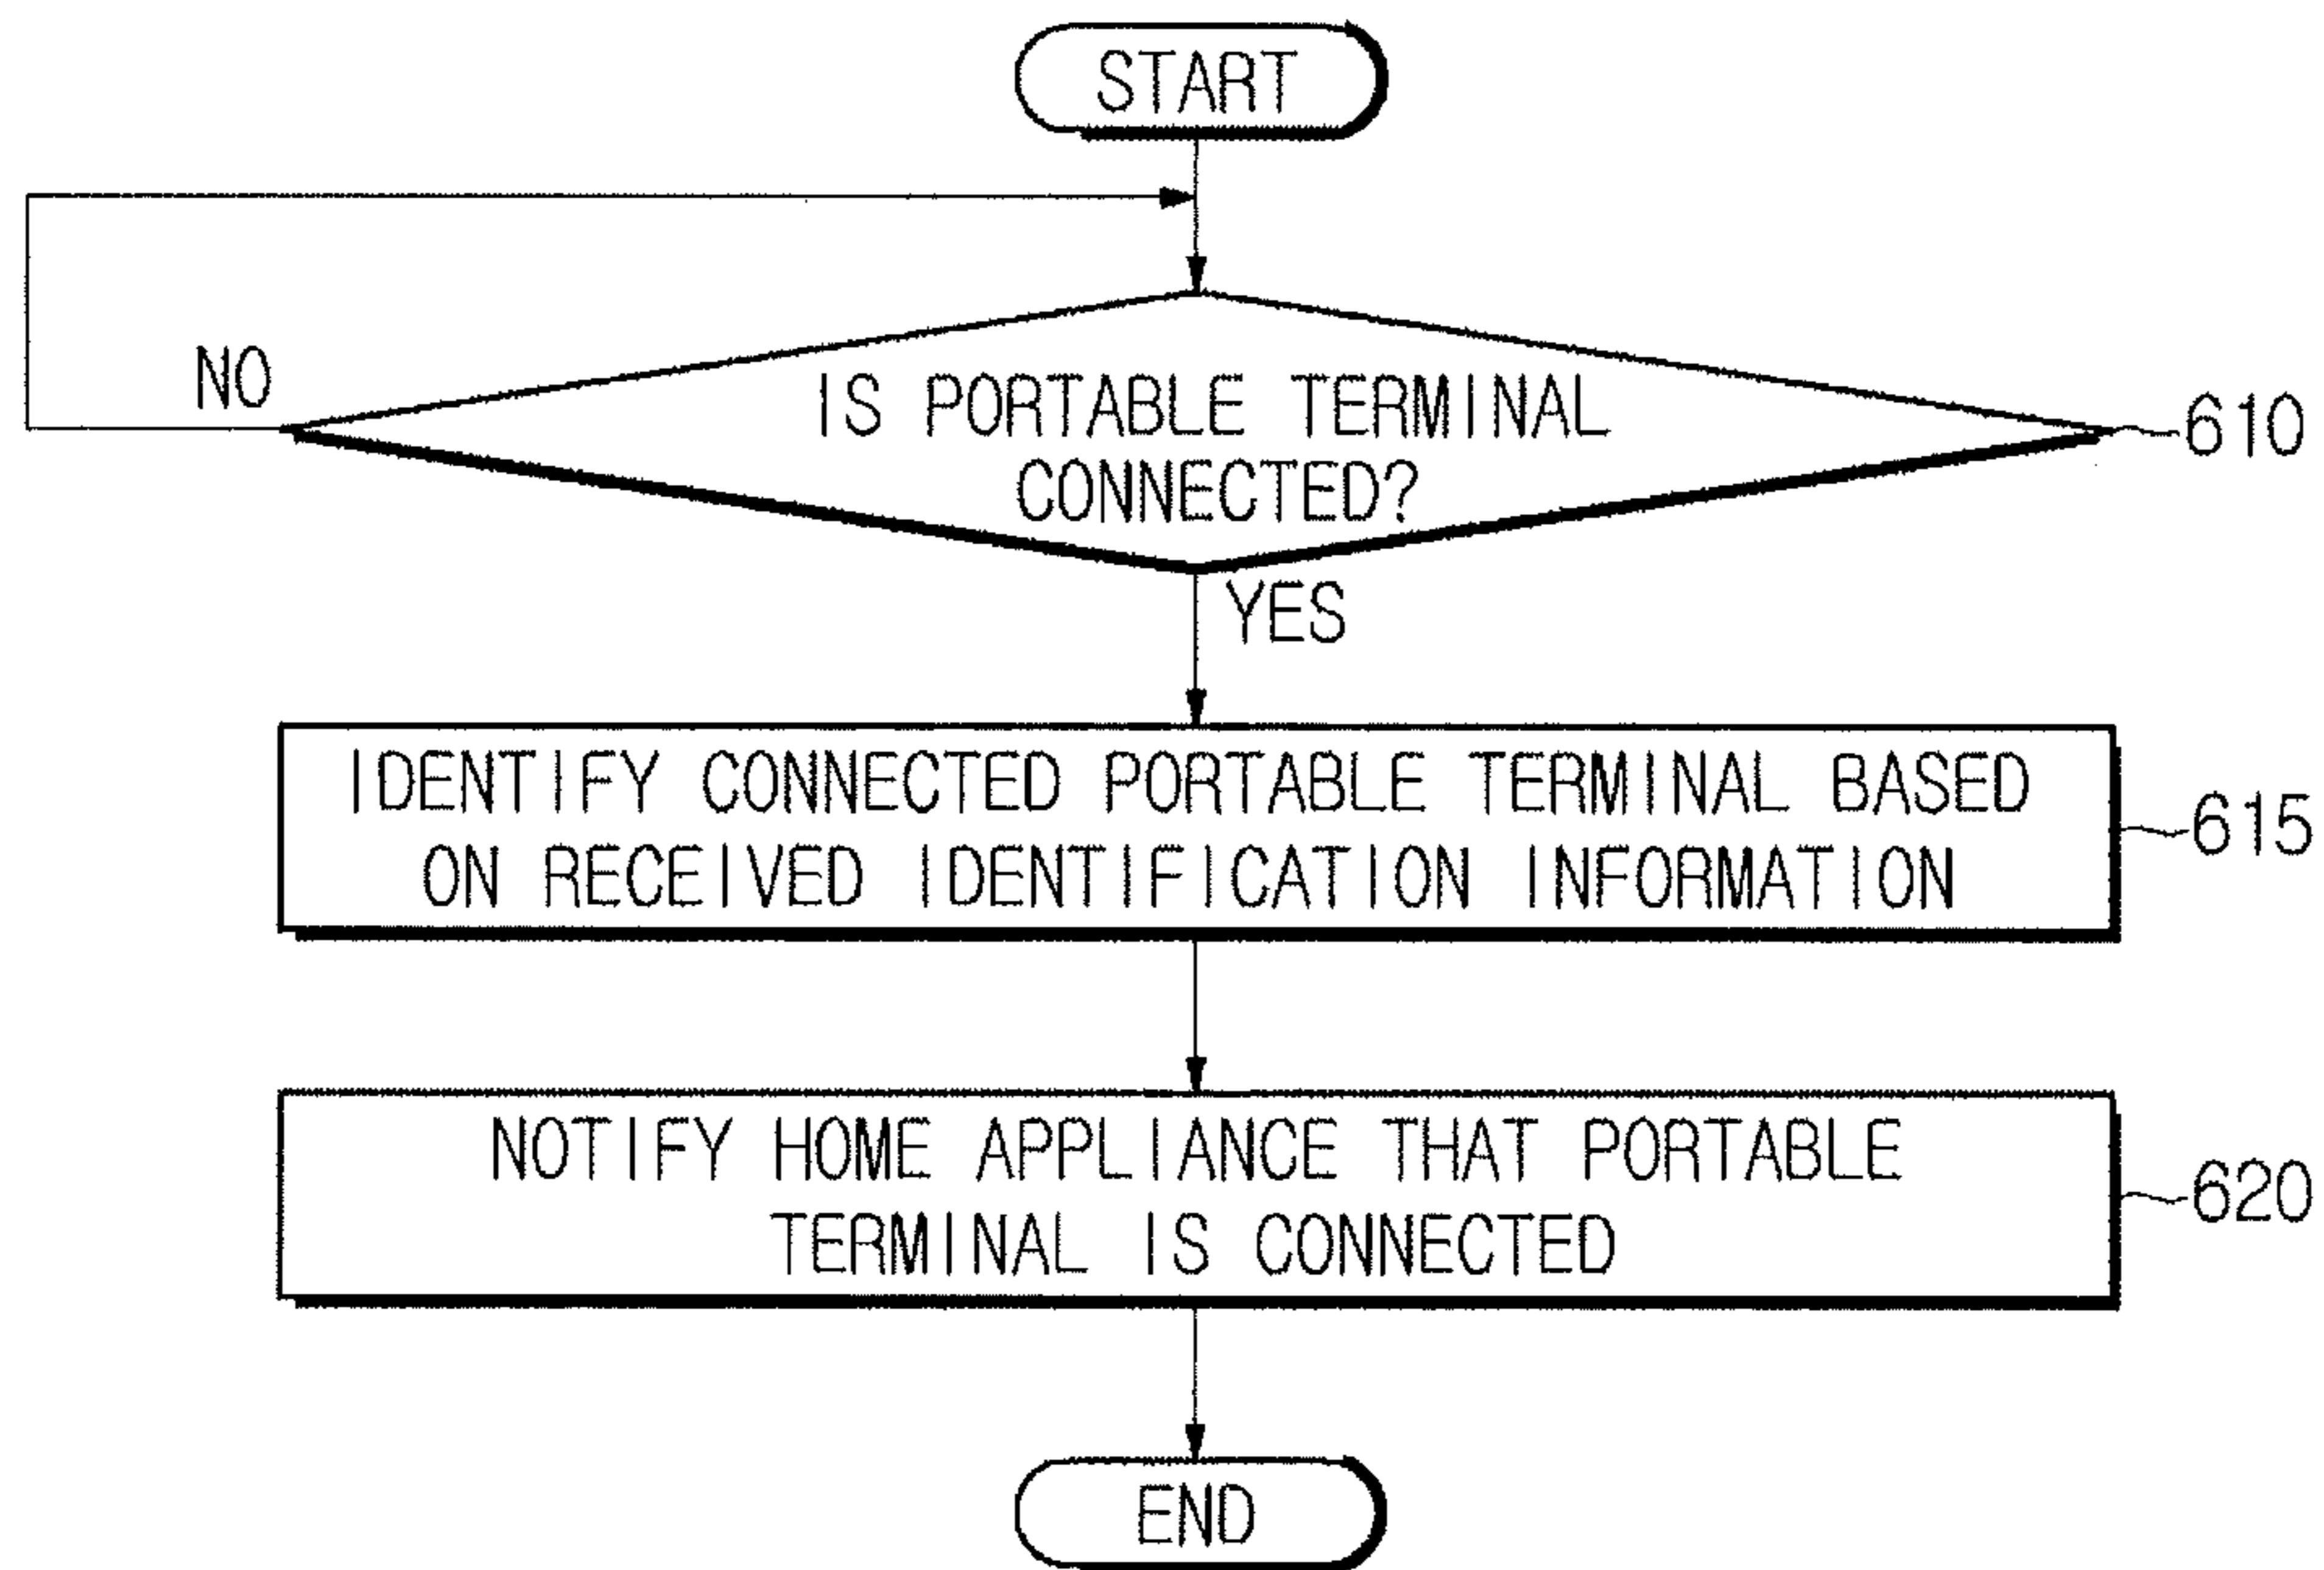 START
NO
IS PORTABLE TERMINAL
CONNECTED?
610
YES
IDENTIFY CONNECTED PORTABLE TERMINAL BASED
ON RECEIVED IDENTIFICATION INFORMATION
615
NOTIFY HOME APPLIANCE THAT PORTABLE
TERMINAL IS CONNECTED
620
END